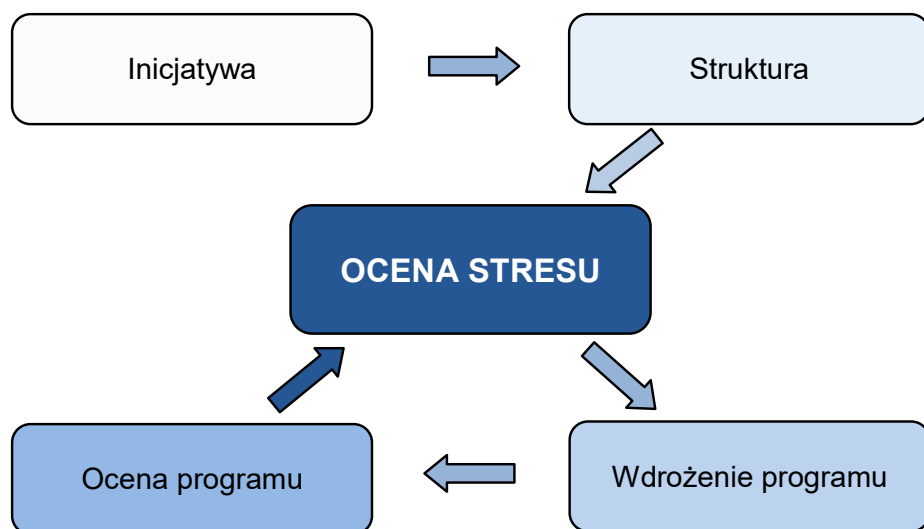 Inicjatywa
Struktura
OCENA STRESU
Ocena programu
Wdrożenie programu